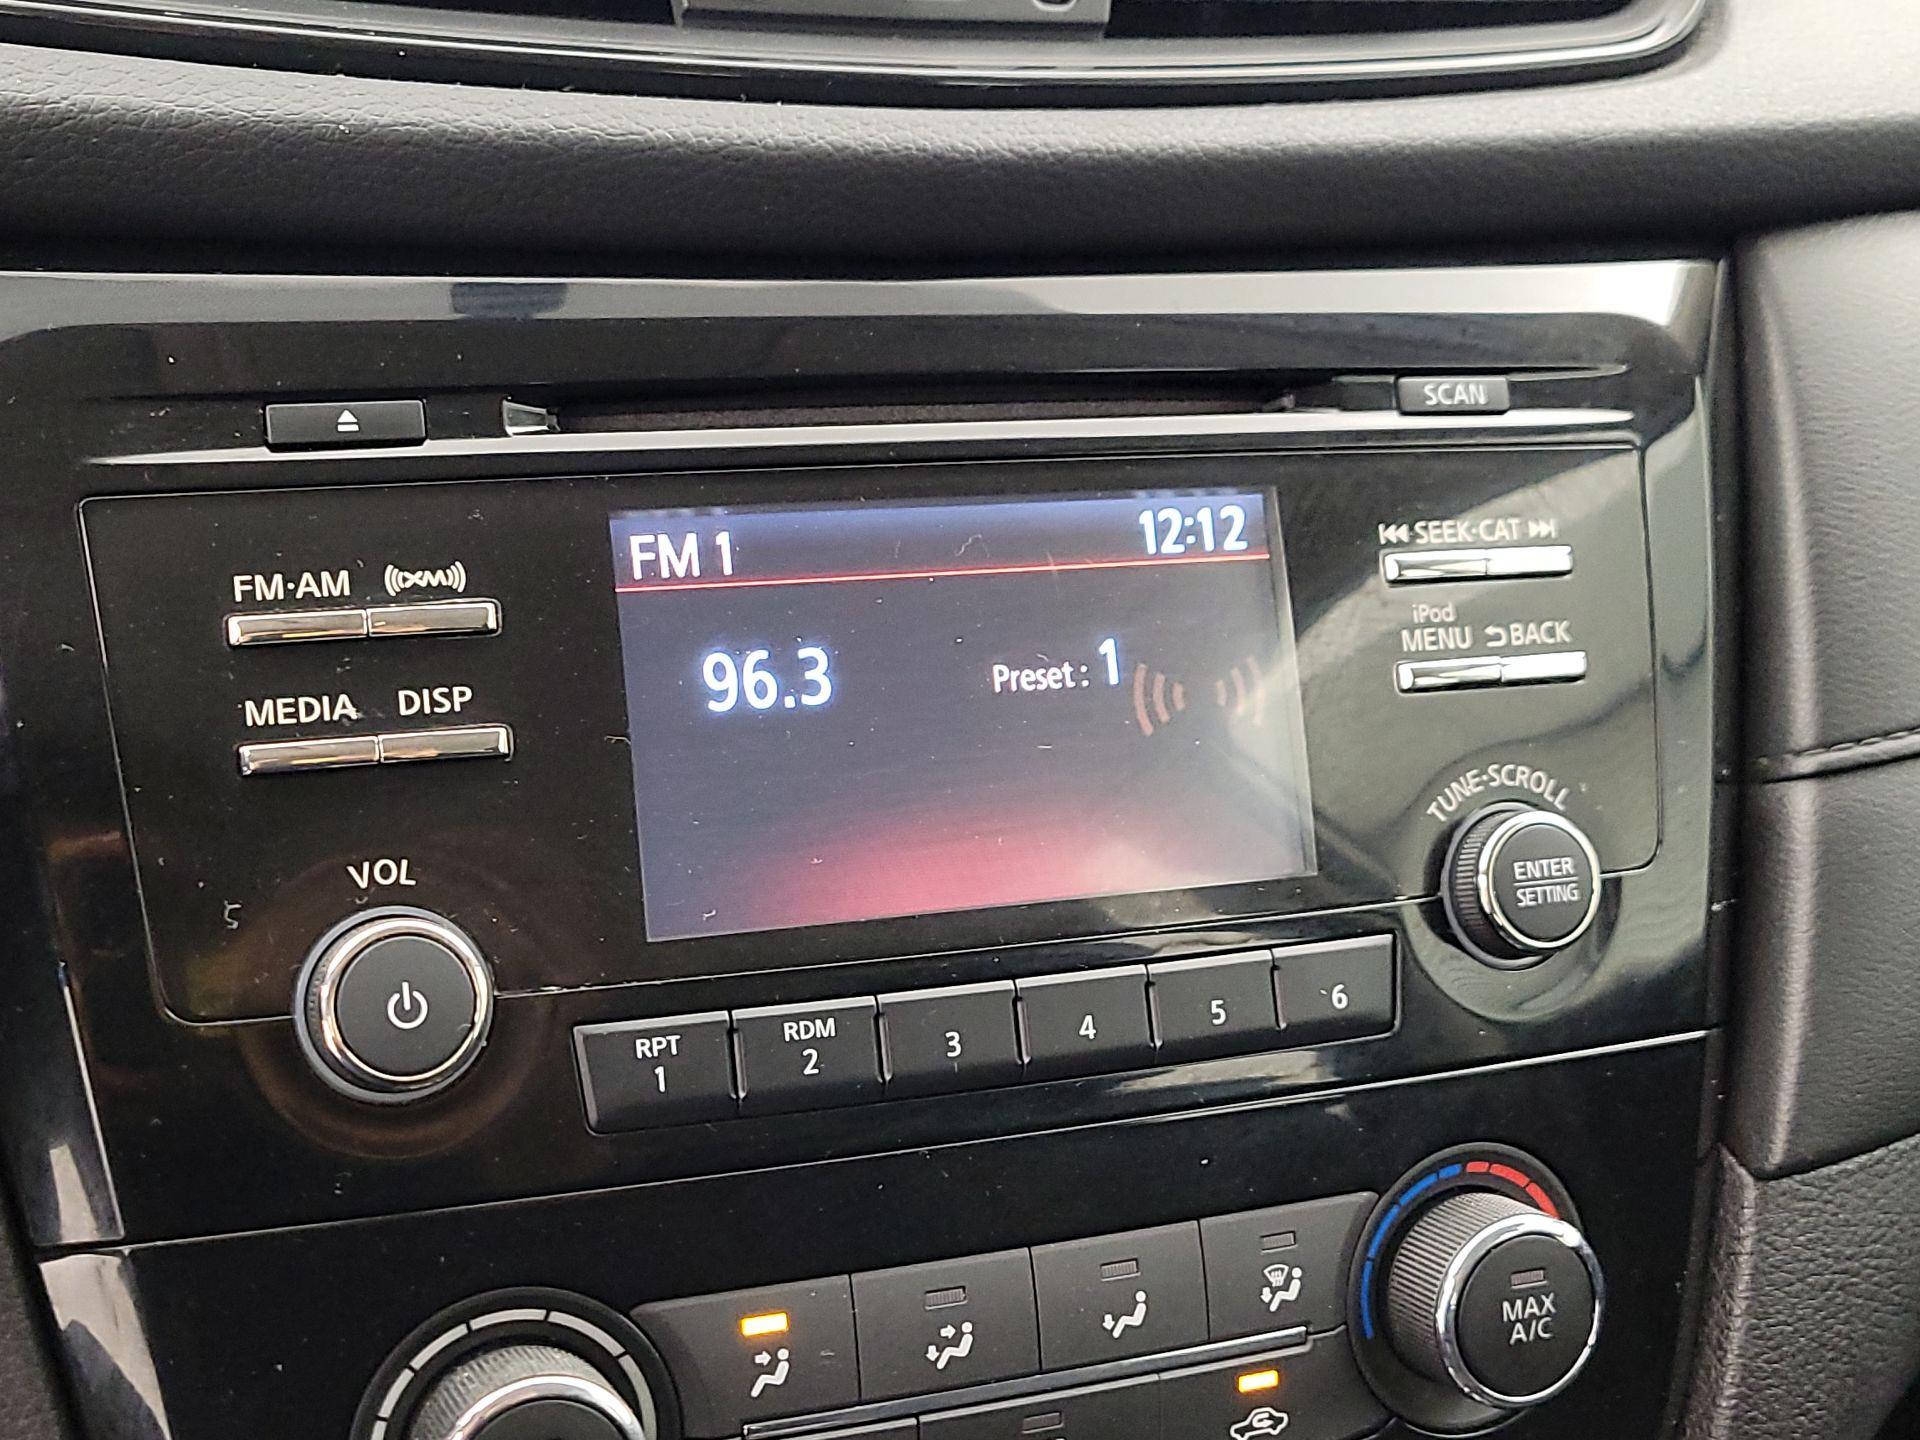 SCAN
FM 1 12:12
FM·AM ((XM))
SEEK·CAT
iPod
MENU BACK
96.3 Preset: 1
MEDIA DISP
TUNE·SCROLL
VOL
ENTER
SETTING
RPT
1
RDM
2
3
4
5
6
MAX
A/C